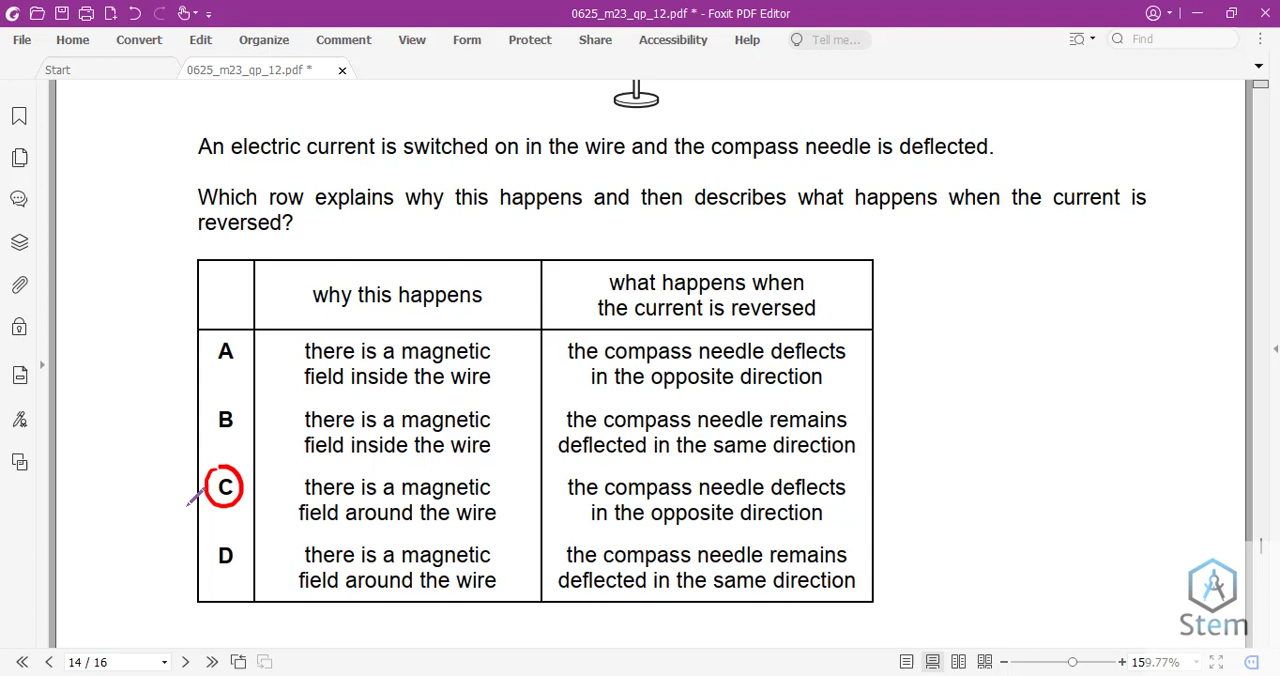 0625_m23_qp_12.pdf * - Foxit PDF Editor
File Home Convert Edit Organize Comment View Form Protect Share Accessibility Help Tell me... Find
Start 0625_m23_qp_12.pdf *
An electric current is switched on in the wire and the compass needle is deflected.
Which row explains why this happens and then describes what happens when the current is
reversed?
why this happens
what happens when
the current is reversed
A
there is a magnetic
field inside the wire
the compass needle deflects
in the opposite direction
B
there is a magnetic
field inside the wire
the compass needle remains
deflected in the same direction
C
there is a magnetic
field around the wire
the compass needle deflects
in the opposite direction
D
there is a magnetic
field around the wire
the compass needle remains
deflected in the same direction
Stem
14 / 16
159.77%